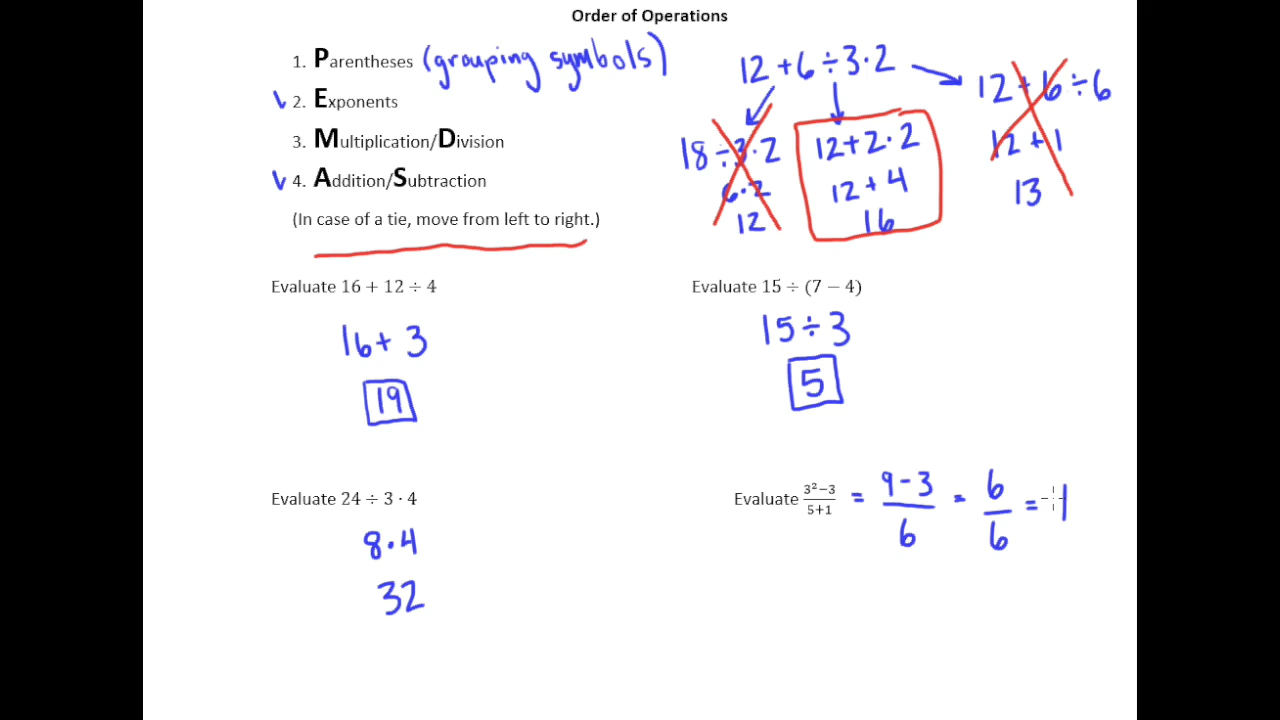 Order of Operations
1. Parentheses (grouping symbols)
2. Exponents
3. Multiplication/Division
4. Addition/Subtraction
(In case of a tie, move from left to right.)
12 + 6 ÷ 3 · 2
18 ÷ 3 · 2
6 · 2
12
12 + 2 · 2
12 + 4
16
12 + 6 ÷ 6
12 + 1
13
Evaluate 16 + 12 ÷ 4
16 + 3
19
Evaluate 15 ÷ (7 − 4)
15 ÷ 3
5
Evaluate 24 ÷ 3 · 4
8 · 4
32
Evaluate 3²−3/5+1 = 9-3/6 = 6/6 = 1